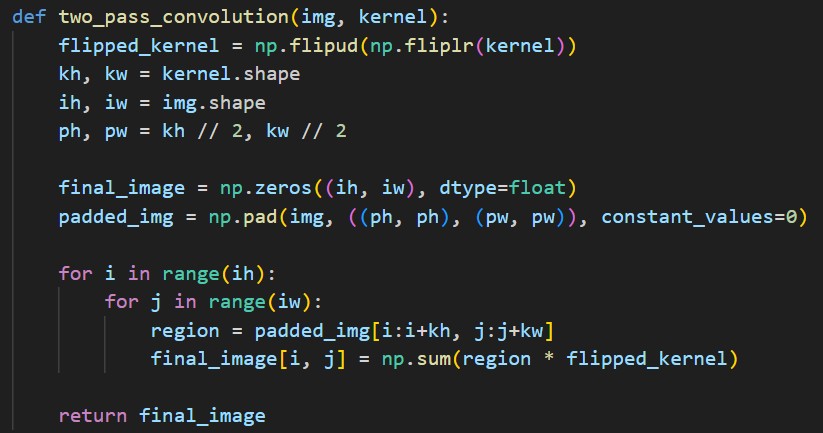 def two_pass_convolution(img, kernel):
    flipped_kernel = np.flipud(np.fliplr(kernel))
    kh, kw = kernel.shape
    ih, iw = img.shape
    ph, pw = kh // 2, kw // 2

    final_image = np.zeros((ih, iw), dtype=float)
    padded_img = np.pad(img, ((ph, ph), (pw, pw)), constant_values=0)

    for i in range(ih):
        for j in range(iw):
            region = padded_img[i:i+kh, j:j+kw]
            final_image[i, j] = np.sum(region * flipped_kernel)

    return final_image